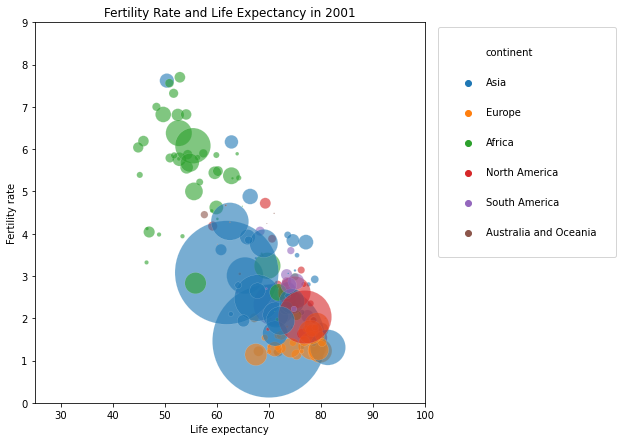 Fertility Rate and Life Expectancy in 2001
9
8
7
6
5
4
3
2
1
0
Fertility rate
30 40 50 60 70 80 90 100
Life expectancy
continent
Asia
Europe
Africa
North America
South America
Australia and Oceania